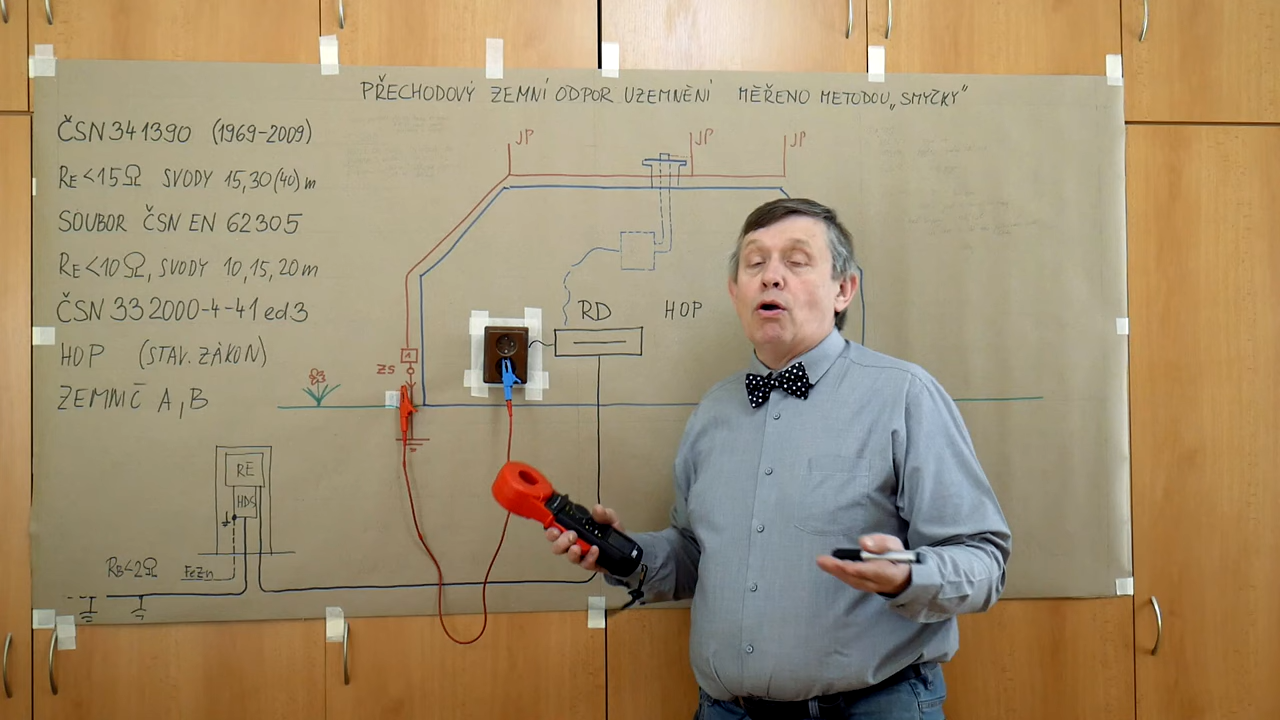 PŘECHODOVÝ ZEMNÍ ODPOR UZEMNĚNÍ MĚŘENO METODOU „SMYČKY"
ČSN 341390 (1969-2009)
RE<15Ω SVODY 15,30(40)m
SOUBOR ČSN EN 62305
RE<10Ω, SVODY 10,15,20m
ČSN 33 2000-4-41 ed3
HOP (STAV. ZÁKON)
ZEMNIČ A, B
JP
JP
JP
RD
HOP
ZS
RE
HDS
RB<2Ω
FeZn